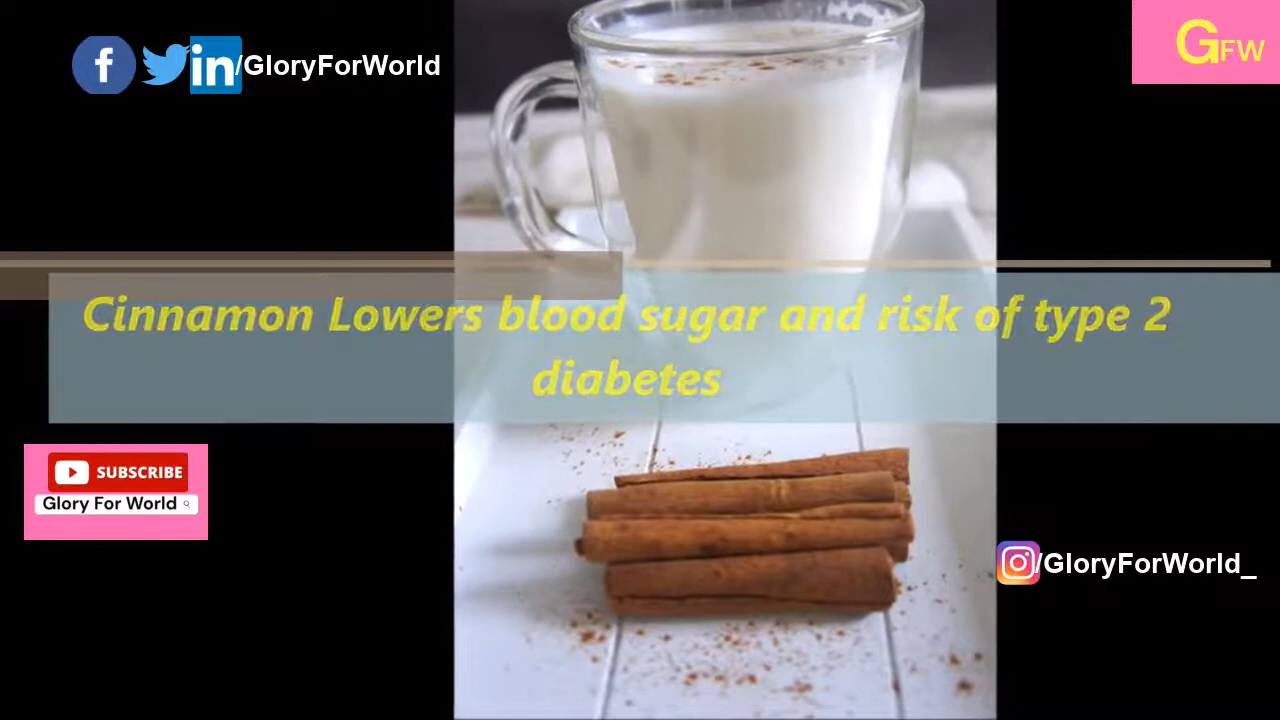 /GloryForWorld
GFW
Cinnamon Lowers blood sugar and risk of type 2
diabetes
SUBSCRIBE
Glory For World
/GloryForWorld_